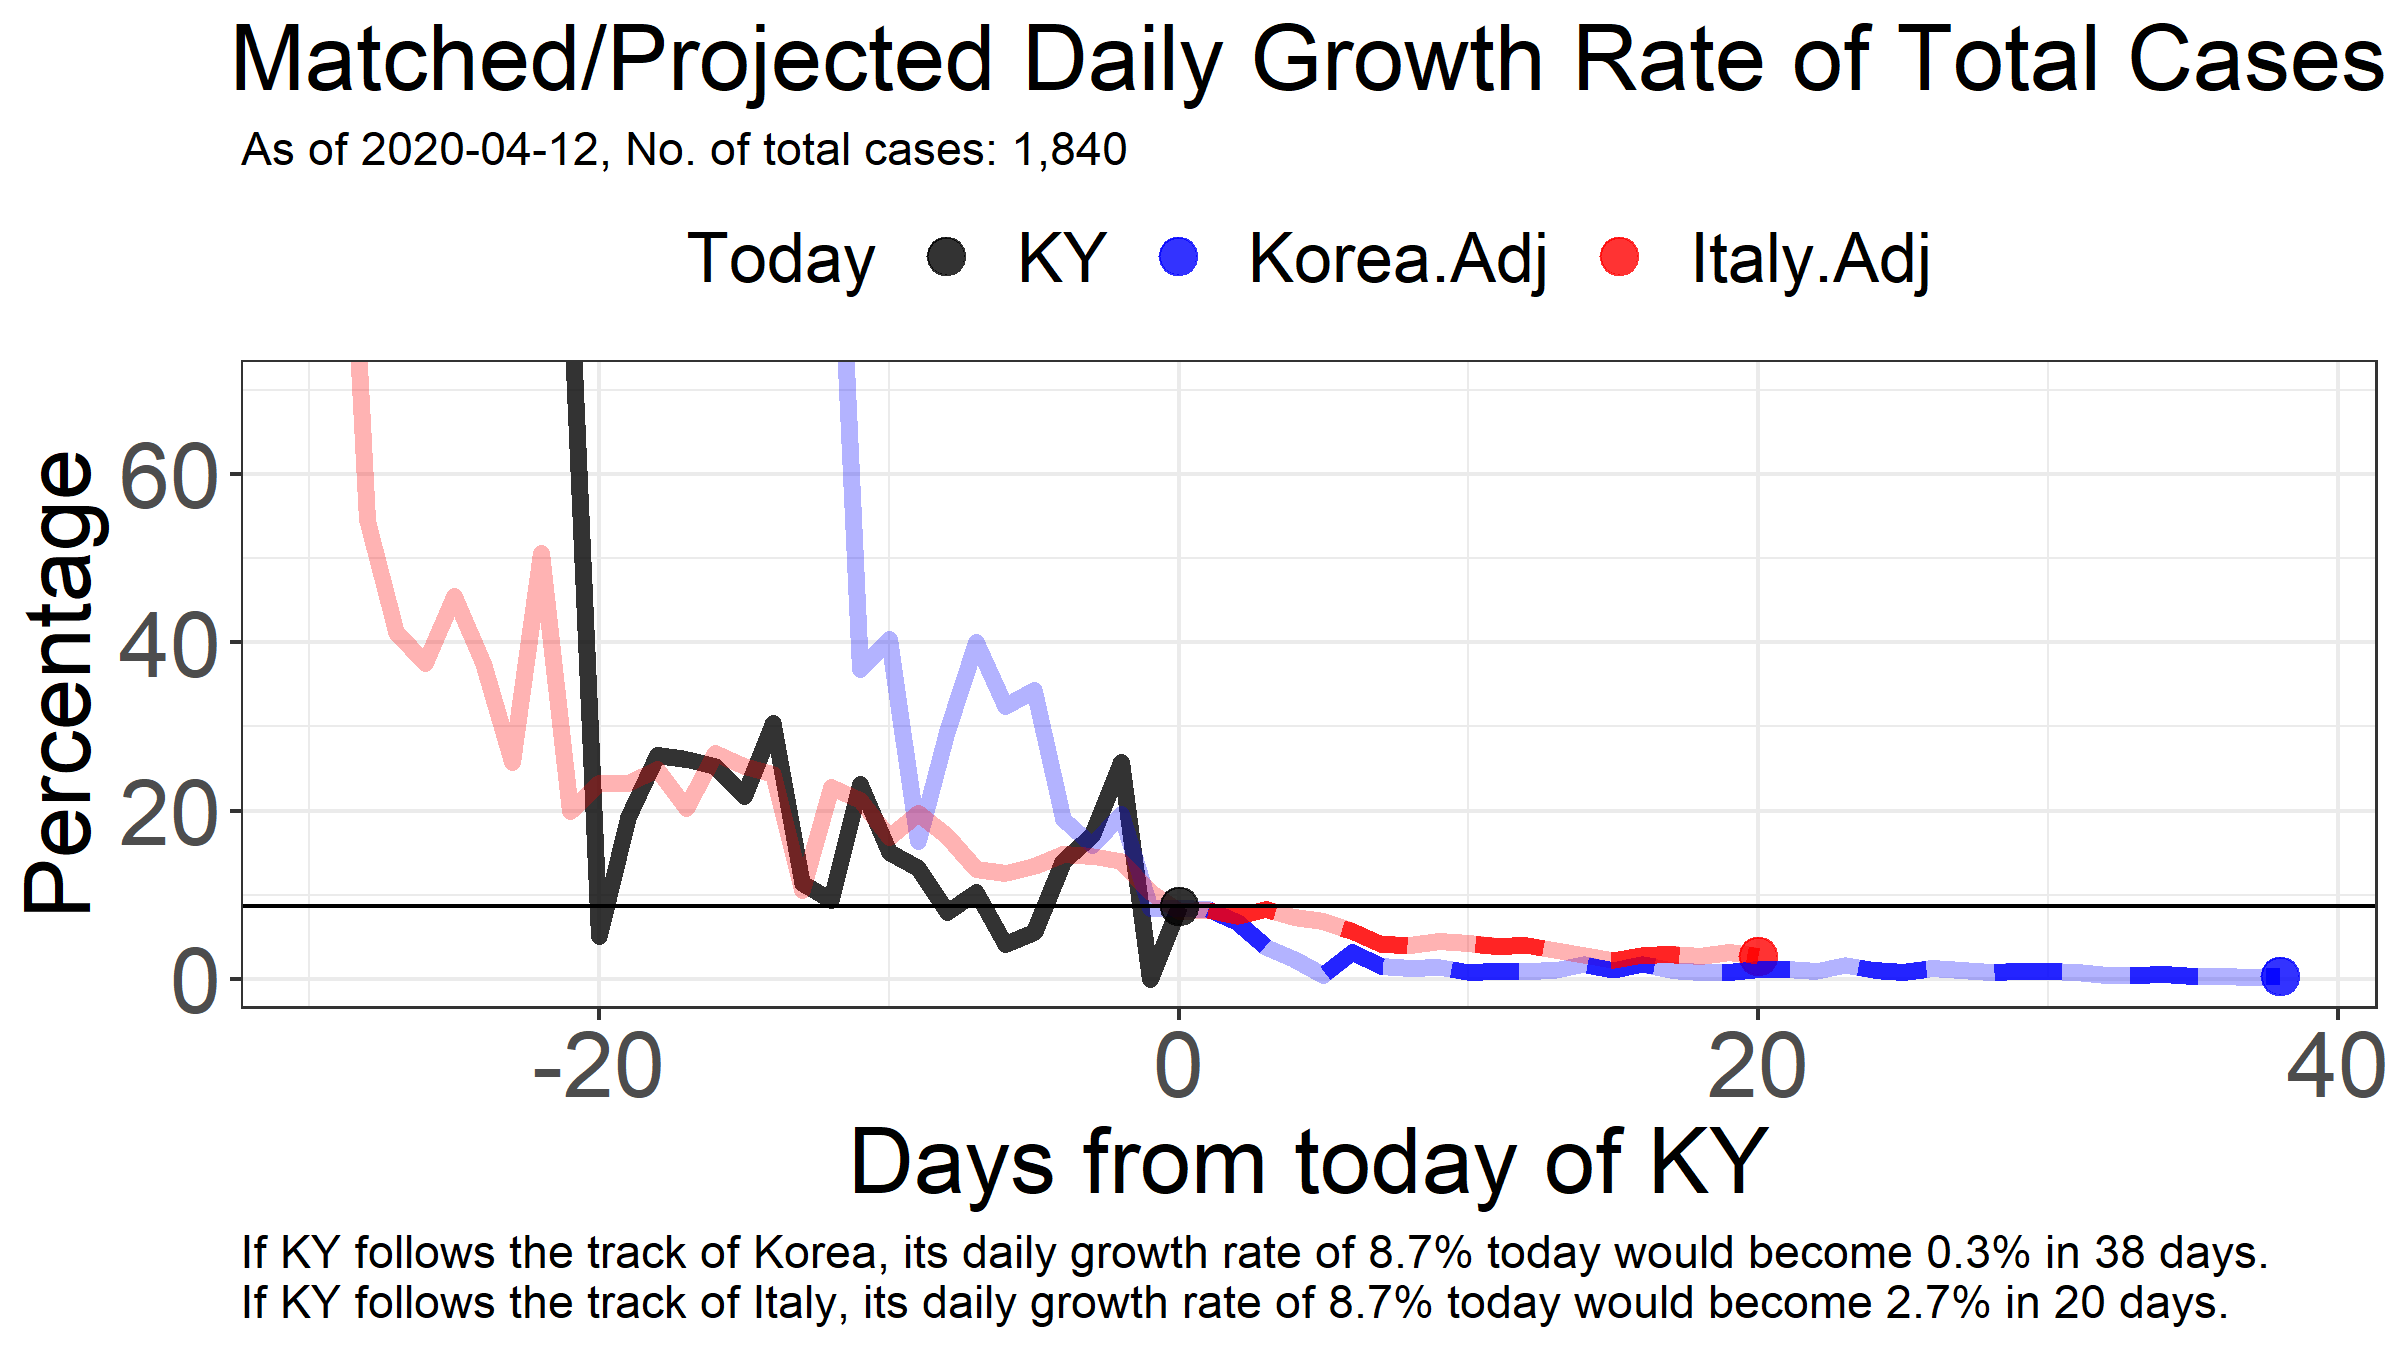 Matched/Projected Daily Growth Rate of Total Cases
As of 2020-04-12, No. of total cases: 1,840
Today KY Korea.Adj Italy.Adj
Percentage
60
40
20
0
-20 0 20 40
Days from today of KY
If KY follows the track of Korea, its daily growth rate of 8.7% today would become 0.3% in 38 days.
If KY follows the track of Italy, its daily growth rate of 8.7% today would become 2.7% in 20 days.